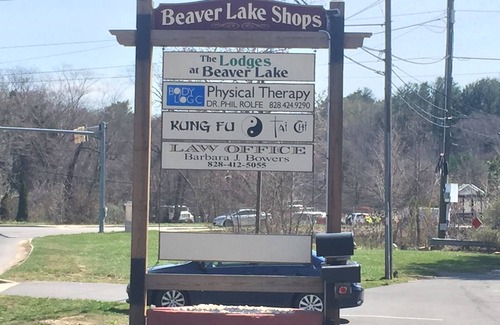 Beaver Lake Shops
The Lodges
at Beaver Lake
BODY
LOGIC
Physical Therapy
DR. PHIL ROLFE 828.424.9290
KUNG FU TAI CHI
LAW OFFICE
Barbara J. Bowers
828-412-5055